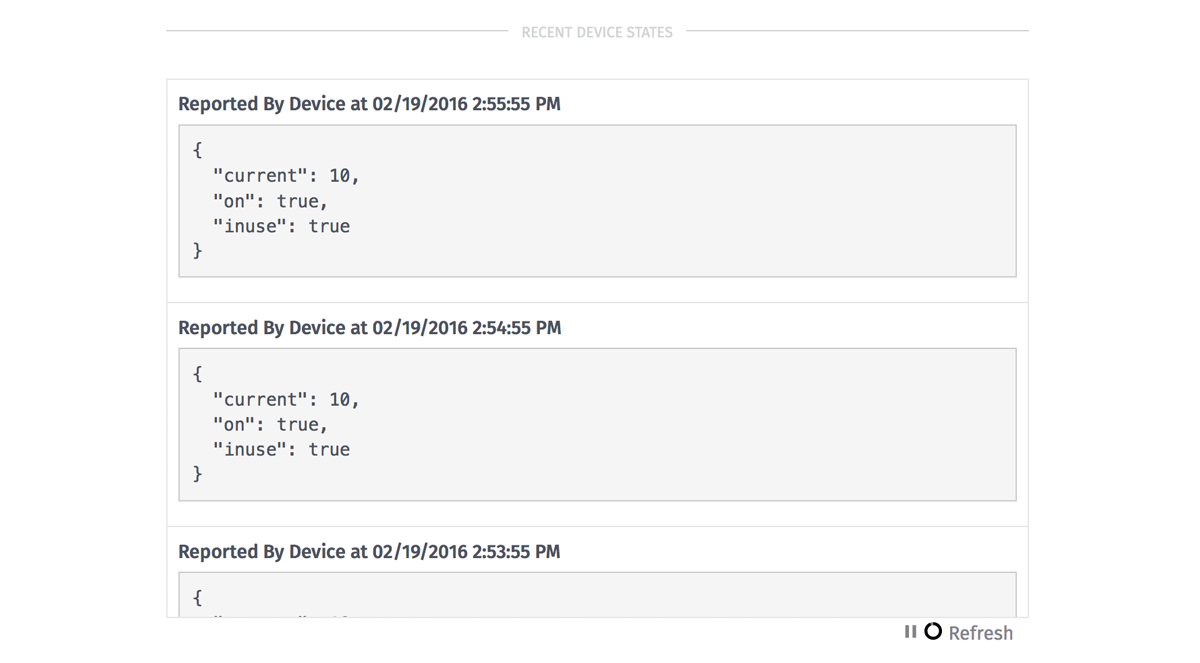 RECENT DEVICE STATES
Reported By Device at 02/19/2016 2:55:55 PM
{
  "current": 10,
  "on": true,
  "inuse": true
}
Reported By Device at 02/19/2016 2:54:55 PM
{
  "current": 10,
  "on": true,
  "inuse": true
}
Reported By Device at 02/19/2016 2:53:55 PM
{
Refresh